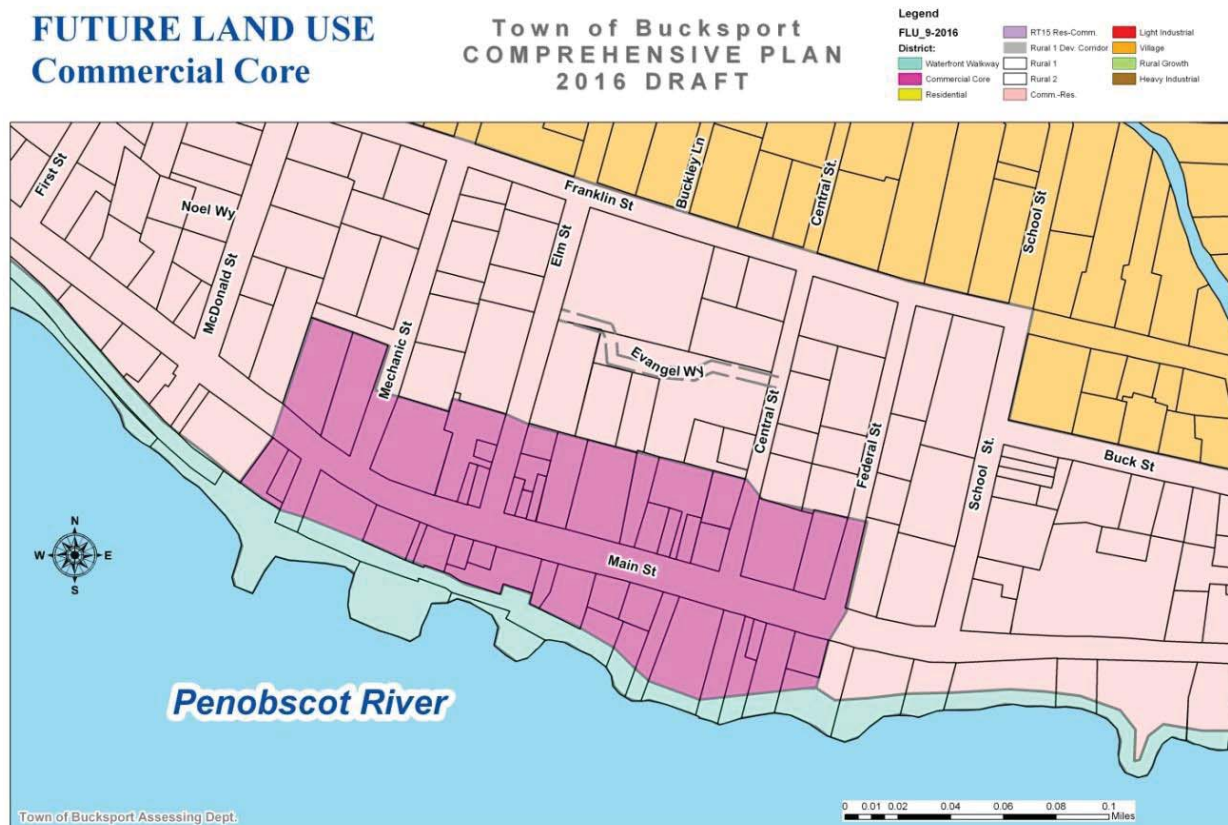 FUTURE LAND USE
Commercial Core
Town of Bucksport
COMPREHENSIVE PLAN
2016 DRAFT
Legend
FLU_9-2016
District:
Waterfront Walkway
Commercial Core
Residential
RT15 Res-Comm.
Rural 1 Dev. Corridor
Rural 1
Rural 2
Comm.-Res.
Light Industrial
Village
Rural Growth
Heavy Industrial
First St
Noel Wy
McDonald St
Mechanic St
Elm St
Franklin St
Buckley Ln
Central St.
School St
Evangel Wy
Central St
Federal St
School St.
Buck St
Main St
N
W E
S
Penobscot River
Town of Bucksport Assessing Dept.
0 0.01 0.02 0.04 0.06 0.08 0.1
Miles